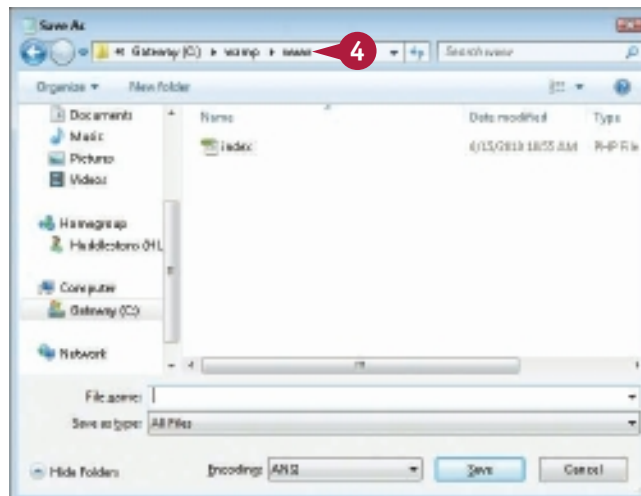 Save As
Gateway (C:) ▸ wamp ▸ www
4
Search www
Organize
New folder
Documents
Music
Pictures
Videos
Homegroup
Computer
Gateway (C:)
Network
Name
Date modified
Type
index
6/15/2010 10:55 AM
PHP File
File name:
Save as type: All Files
Hide Folders
Encoding: ANSI
Save
Cancel